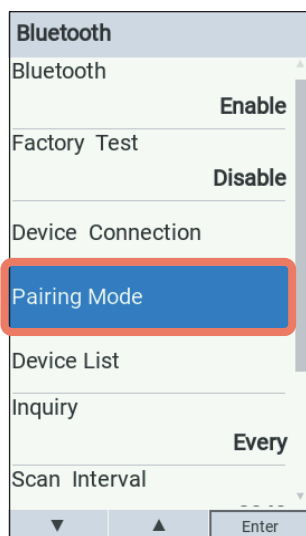 Bluetooth
Bluetooth
Enable
Factory Test
Disable
Device Connection
Pairing Mode
Device List
Inquiry
Every
Scan Interval
▼ ▲ Enter